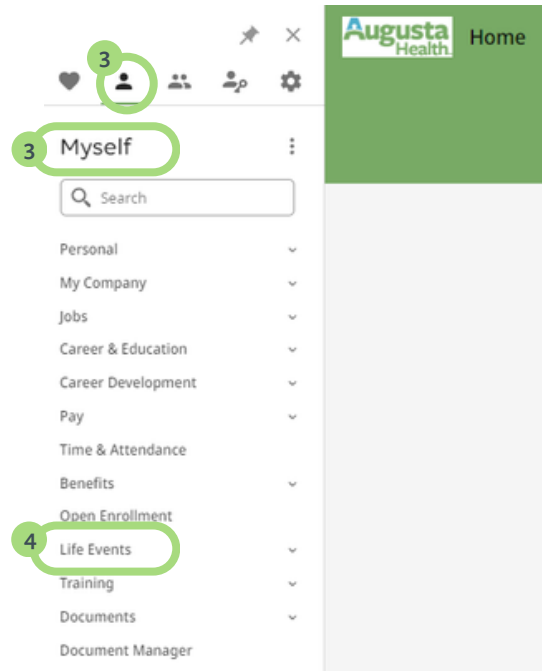 Augusta
Health
Home
3
3
Myself
Search
Personal
My Company
Jobs
Career & Education
Career Development
Pay
Time & Attendance
Benefits
Open Enrollment
4
Life Events
Training
Documents
Document Manager